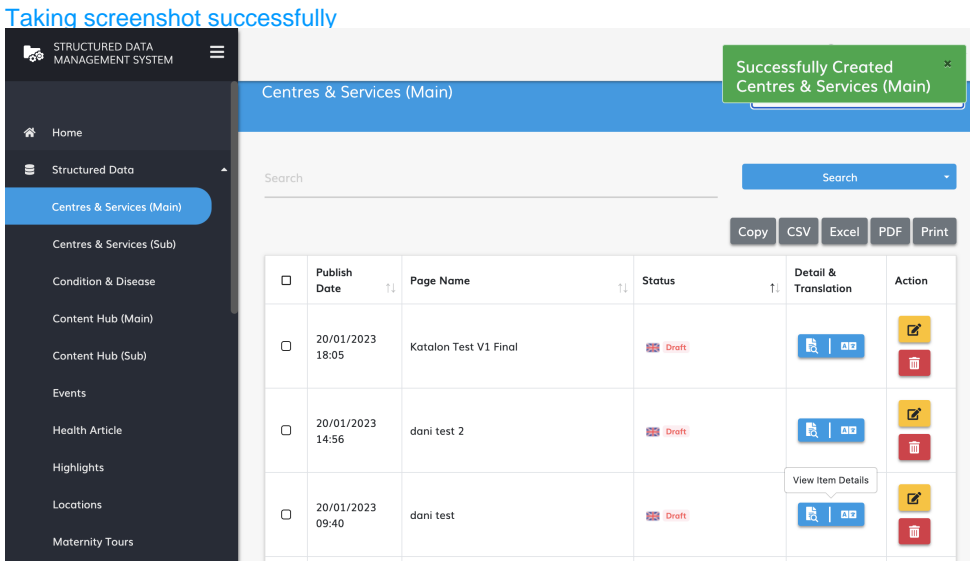 Taking screenshot successfully
STRUCTURED DATA
MANAGEMENT SYSTEM
Successfully Created
Centres & Services (Main)
×
Centres & Services (Main)
Home
Structured Data
Centres & Services (Main)
Centres & Services (Sub)
Condition & Disease
Content Hub (Main)
Content Hub (Sub)
Events
Health Article
Highlights
Locations
Maternity Tours
Search
Search
Copy CSV Excel PDF Print
Publish
Date
Page Name
Status
Detail &
Translation
Action
20/01/2023
18:05
Katalon Test V1 Final
Draft
20/01/2023
14:56
dani test 2
Draft
View Item Details
20/01/2023
09:40
dani test
Draft